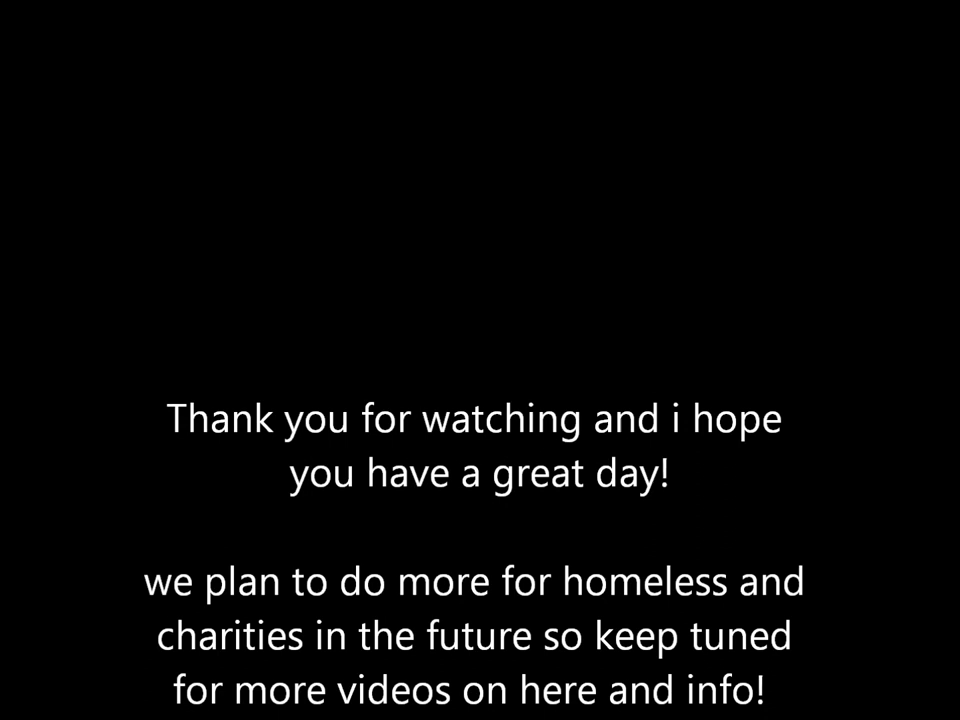 Thank you for watching and i hope
you have a great day!
we plan to do more for homeless and
charities in the future so keep tuned
for more videos on here and info!